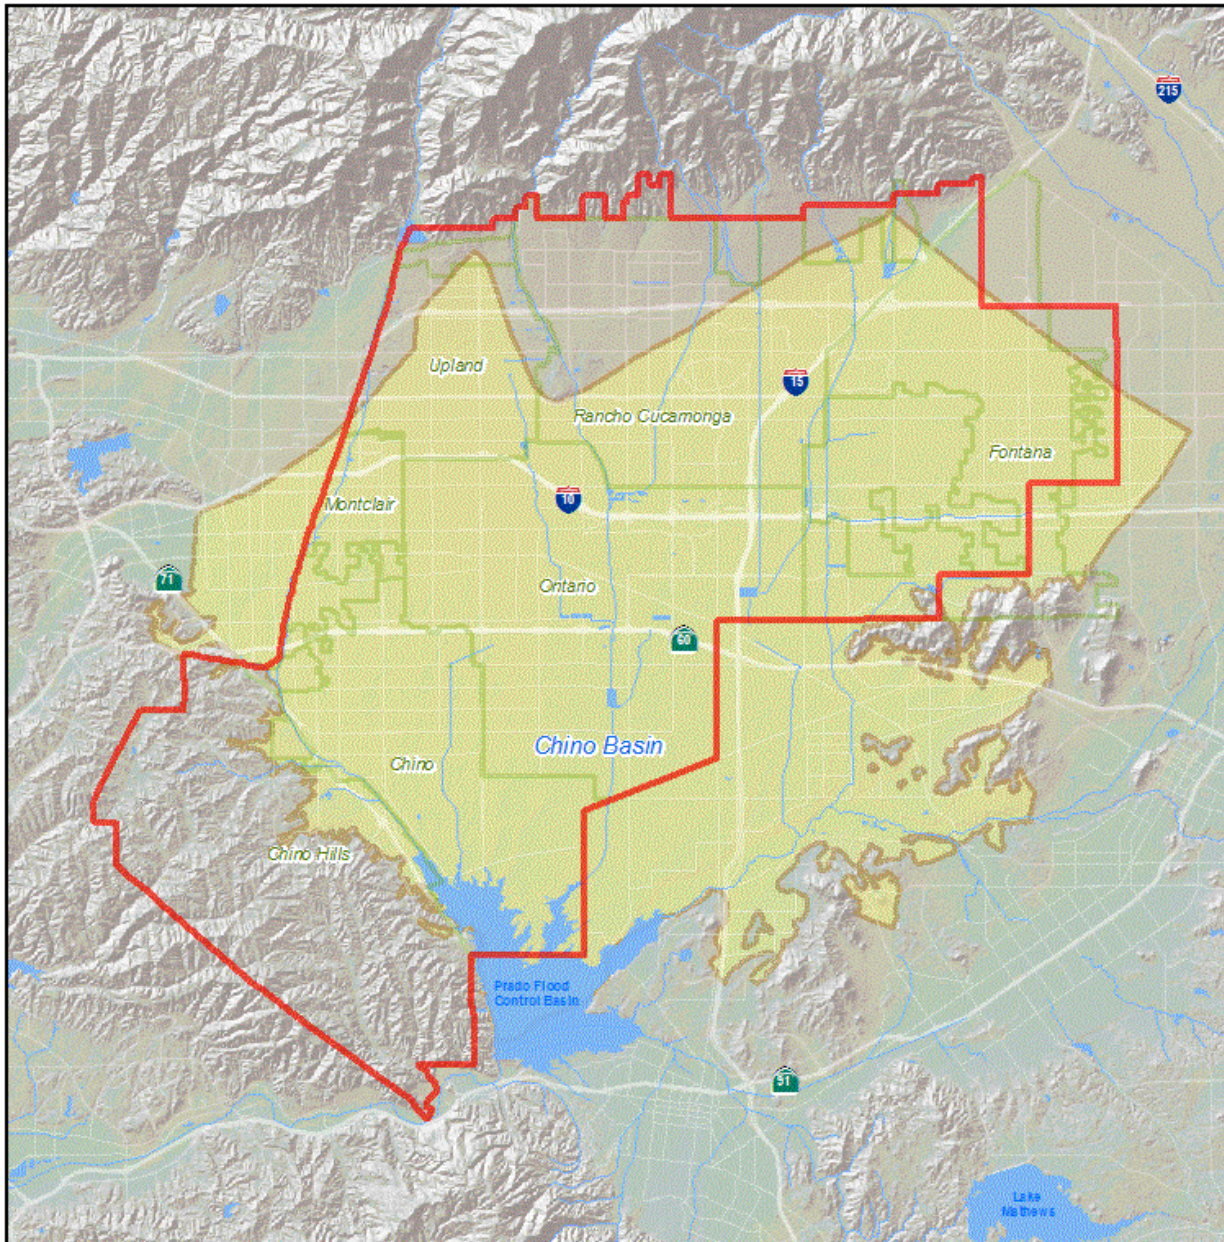 215
Upland
15
Rancho Cucamonga
Fontana
Montclair
10
71
Ontario
60
Chino Basin
Chino
Chino Hills
Prado Flood
Control Basin
91
Lake
Mathews